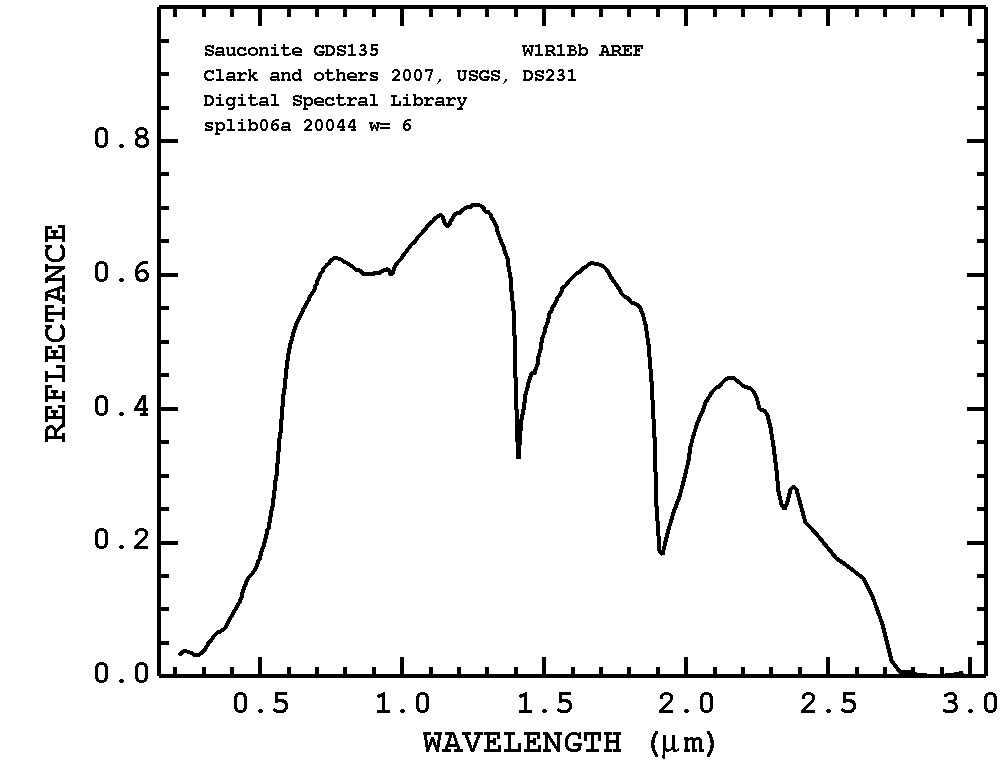 Sauconite GDS135 W1R1Bb AREF
Clark and others 2007, USGS, DS231
Digital Spectral Library
splib06a 20044 w= 6
REFLECTANCE
0.8
0.6
0.4
0.2
0.0
0.5 1.0 1.5 2.0 2.5 3.0
WAVELENGTH (μm)